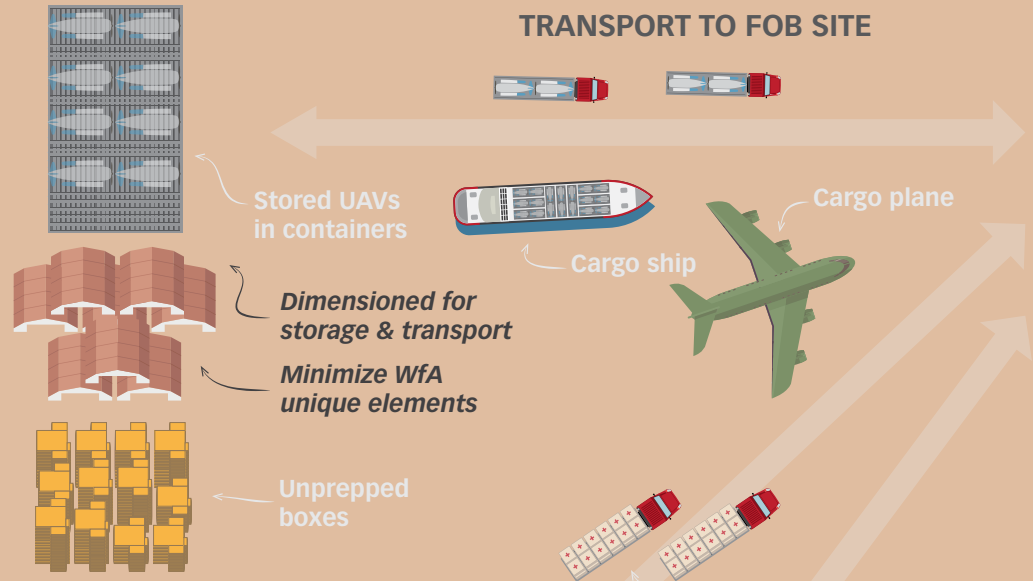 TRANSPORT TO FOB SITE
Stored UAVs
in containers
Cargo plane
Cargo ship
Dimensioned for
storage & transport
Minimize WfA
unique elements
Unprepped
boxes